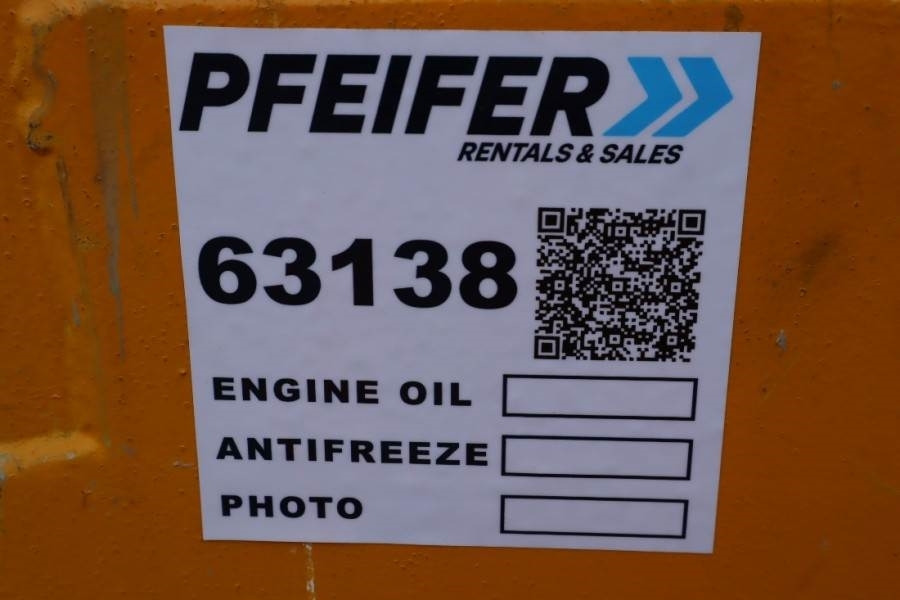 PFEIFER
RENTALS & SALES
63138
ENGINE OIL
ANTIFREEZE
PHOTO